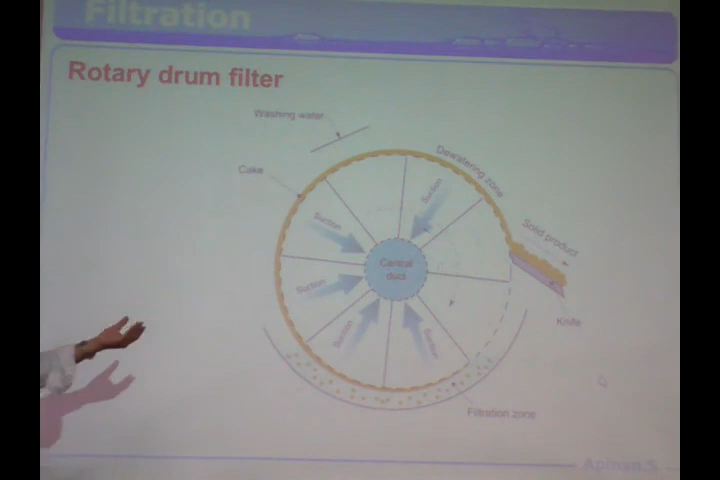 Filtration
Rotary drum filter
Washing water
Cake
Dewatering zone
Suction
Suction
Solid product
Central
duct
Suction
Knife
Suction
Suction
Filtration zone
Apinan.S